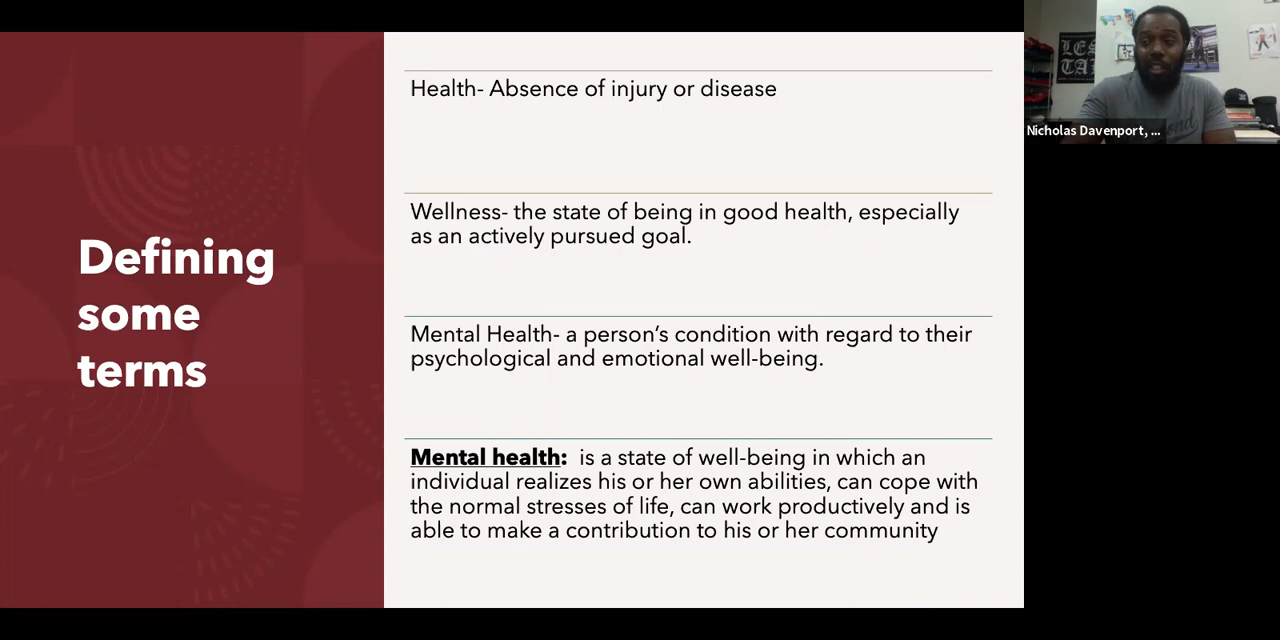 Defining
some
terms
Health- Absence of injury or disease
Wellness- the state of being in good health, especially
as an actively pursued goal.
Mental Health- a person’s condition with regard to their
psychological and emotional well-being.
Mental health:  is a state of well-being in which an
individual realizes his or her own abilities, can cope with
the normal stresses of life, can work productively and is
able to make a contribution to his or her community
Nicholas Davenport, ...